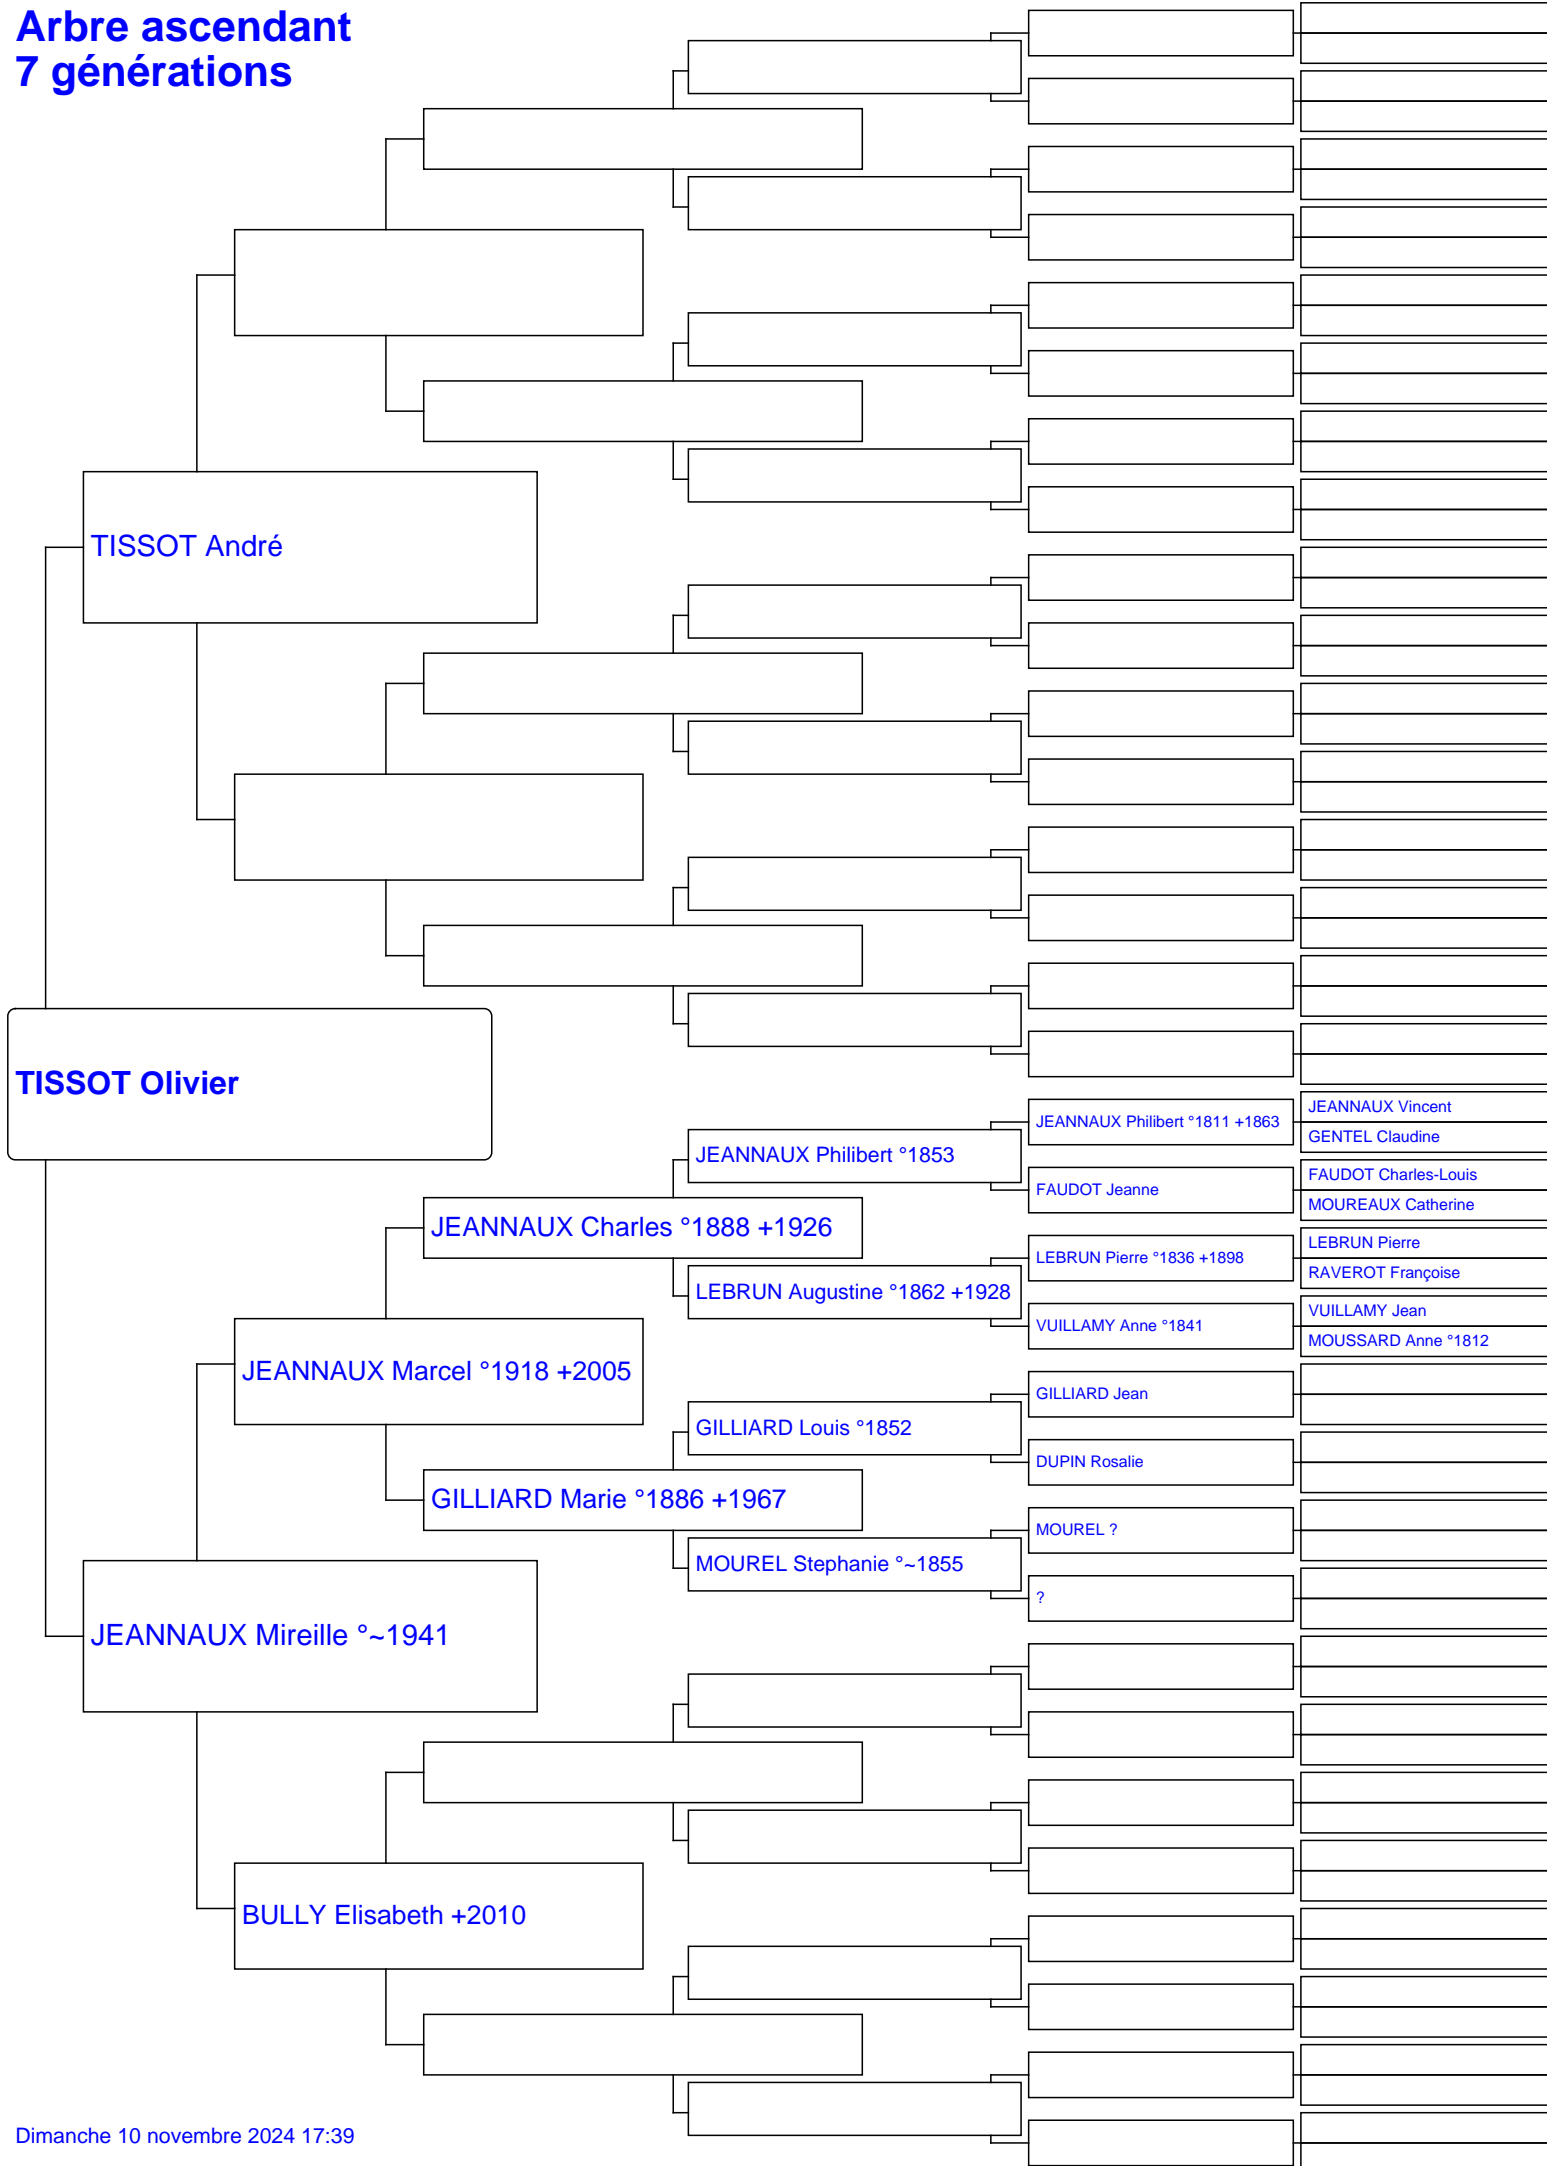 Arbre ascendant
7 générations
TISSOT André
TISSOT Olivier
JEANNAUX Philibert °1811 +1863
JEANNAUX Vincent
GENTEL Claudine
JEANNAUX Philibert °1853
FAUDOT Jeanne
FAUDOT Charles-Louis
MOUREAUX Catherine
JEANNAUX Charles °1888 +1926
LEBRUN Pierre °1836 +1898
LEBRUN Pierre
RAVEROT Françoise
LEBRUN Augustine °1862 +1928
VUILLAMY Anne °1841
VUILLAMY Jean
MOUSSARD Anne °1812
JEANNAUX Marcel °1918 +2005
GILLIARD Jean
GILLIARD Louis °1852
DUPIN Rosalie
GILLIARD Marie °1886 +1967
MOUREL ?
MOUREL Stephanie °~1855
?
JEANNAUX Mireille °~1941
BULLY Elisabeth +2010
Dimanche 10 novembre 2024 17:39